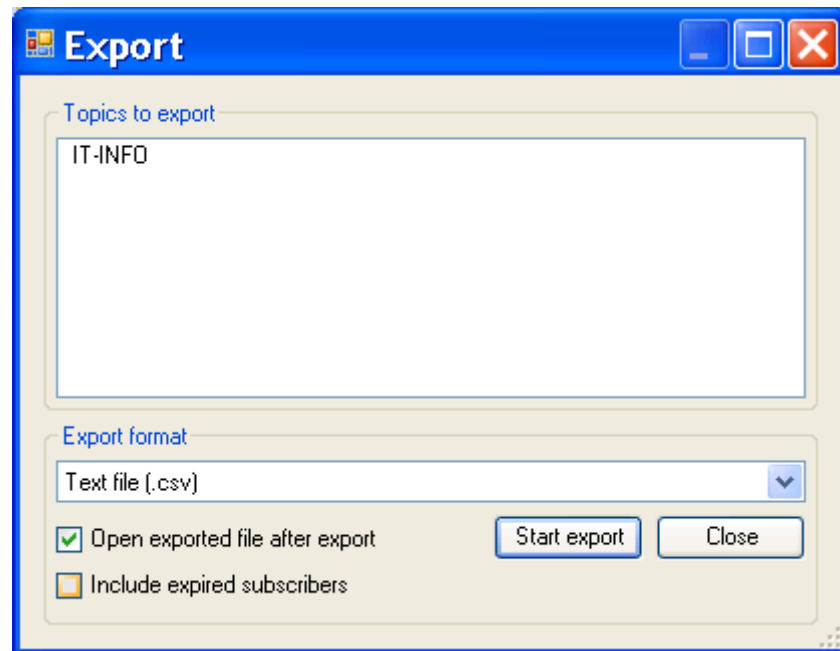 Export
Topics to export
IT-INFO
Export format
Text file (.csv)
Open exported file after export
Start export
Close
Include expired subscribers